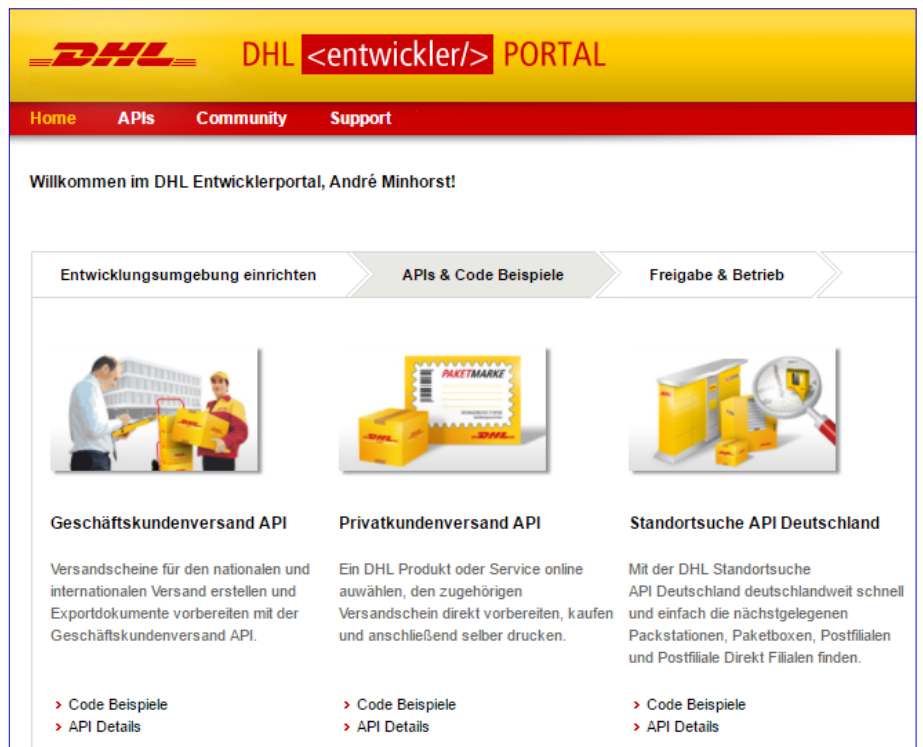 DHL DHL <entwickler/> PORTAL
Home APIs Community Support
Willkommen im DHL Entwicklerportal, André Minhorst!
Entwicklungsumgebung einrichten APIs & Code Beispiele Freigabe & Betrieb
PAKETMARKE
DHL
DHL
Geschäftskundenversand API
Versandscheine für den nationalen und
internationalen Versand erstellen und
Exportdokumente vorbereiten mit der
Geschäftskundenversand API.
> Code Beispiele
> API Details
Privatkundenversand API
Ein DHL Produkt oder Service online
auwählen, den zugehörigen
Versandschein direkt vorbereiten, kaufen
und anschließend selber drucken.
> Code Beispiele
> API Details
Standortsuche API Deutschland
Mit der DHL Standortsuche
API Deutschland deutschlandweit schnell
und einfach die nächstgelegenen
Packstationen, Paketboxen, Postfilialen
und Postfiliale Direkt Filialen finden.
> Code Beispiele
> API Details